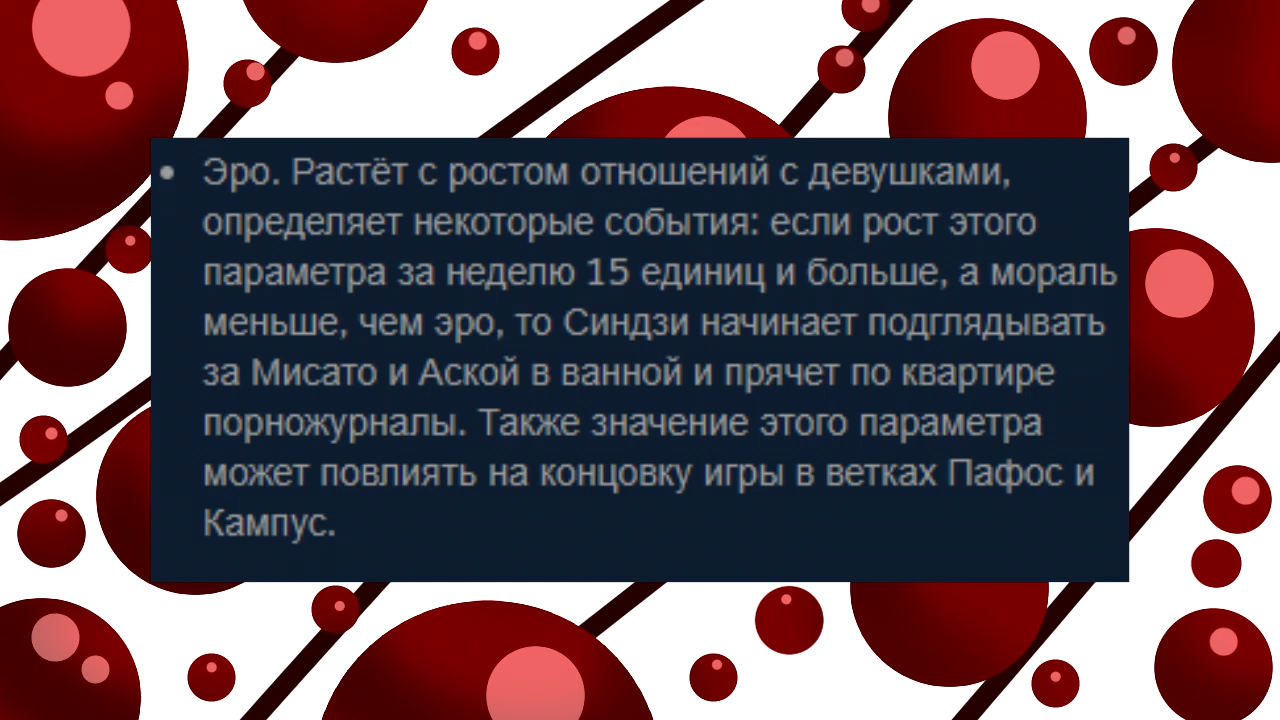 • Эро. Растёт с ростом отношений с девушками,
определяет некоторые события: если рост этого
параметра за неделю 15 единиц и больше, а мораль
меньше, чем эро, то Синдзи начинает подглядывать
за Мисато и Аской в ванной и прячет по квартире
порножурналы. Также значение этого параметра
может повлиять на концовку игры в ветках Пафос и
Кампус.